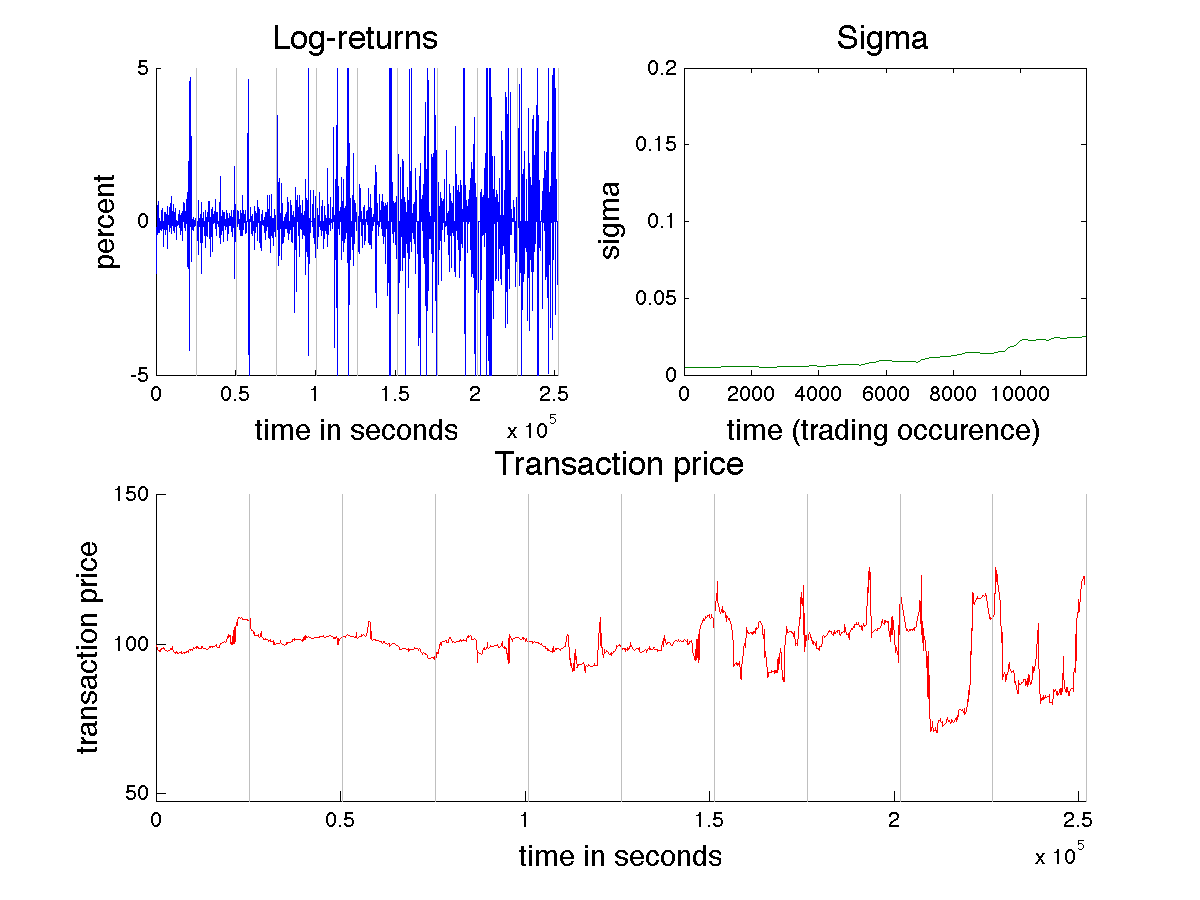 Log-returns
5
0
-5
percent
0
0.5
1
1.5
2
2.5
x 10^5
time in seconds
Sigma
0.2
0.15
0.1
0.05
0
sigma
0
2000
4000
6000
8000
10000
time (trading occurence)
Transaction price
150
100
50
transaction price
0
0.5
1
1.5
2
2.5
x 10^5
time in seconds